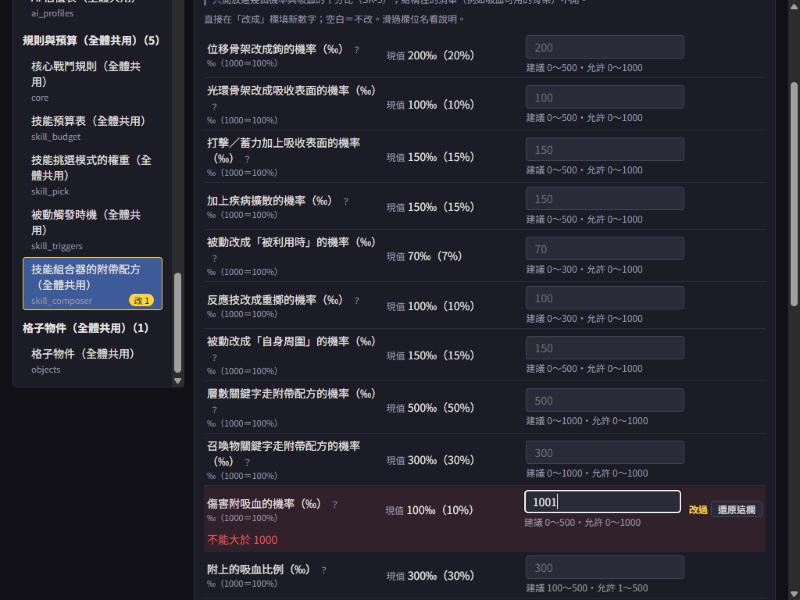 ai_profiles
規則與預算（全體共用）(5)
核心戰鬥規則（全體共
用）
core
技能預算表（全體共用）
skill_budget
技能挑選模式的權重（全
體共用）
skill_pick
被動觸發時機（全體共
用）
skill_triggers
技能組合器的附帶配方
（全體共用）
skill_composer
改 1
格子物件（全體共用）(1)
格子物件（全體共用）
objects
直接在「改成」欄填新數字；空白＝不改。滑過欄位名看說明。
位移骨架改成鉤的機率（‰） ?
‰（1000＝100%）
現值 200‰（20%）
200
建議 0～500・允許 0～1000
光環骨架改成吸收表面的機率（‰）
?
‰（1000＝100%）
現值 100‰（10%）
100
建議 0～500・允許 0～1000
打擊／蓄力加上吸收表面的機率
（‰） ?
‰（1000＝100%）
現值 150‰（15%）
150
建議 0～500・允許 0～1000
加上疾病擴散的機率（‰） ?
‰（1000＝100%）
現值 150‰（15%）
150
建議 0～500・允許 0～1000
被動改成「被利用時」的機率（‰）
?
‰（1000＝100%）
現值 70‰（7%）
70
建議 0～300・允許 0～1000
反應技改成重擲的機率（‰） ?
‰（1000＝100%）
現值 100‰（10%）
100
建議 0～300・允許 0～1000
被動改成「自身周圍」的機率（‰）
?
‰（1000＝100%）
現值 150‰（15%）
150
建議 0～500・允許 0～1000
層數關鍵字走附帶配方的機率（‰）
?
‰（1000＝100%）
現值 500‰（50%）
500
建議 0～1000・允許 0～1000
召喚物關鍵字走附帶配方的機率
（‰） ?
‰（1000＝100%）
現值 300‰（30%）
300
建議 0～1000・允許 0～1000
傷害附吸血的機率（‰） ?
‰（1000＝100%）
現值 100‰（10%）
1001
改過 還原這欄
建議 0～500・允許 0～1000
不能大於 1000
附上的吸血比例（‰） ?
‰（1000＝100%）
現值 300‰（30%）
300
建議 100～500・允許 1～500